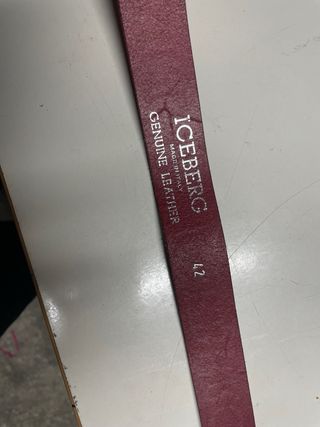 ICEBERG
MADE IN ITALY
GENUINE LEATHER
42